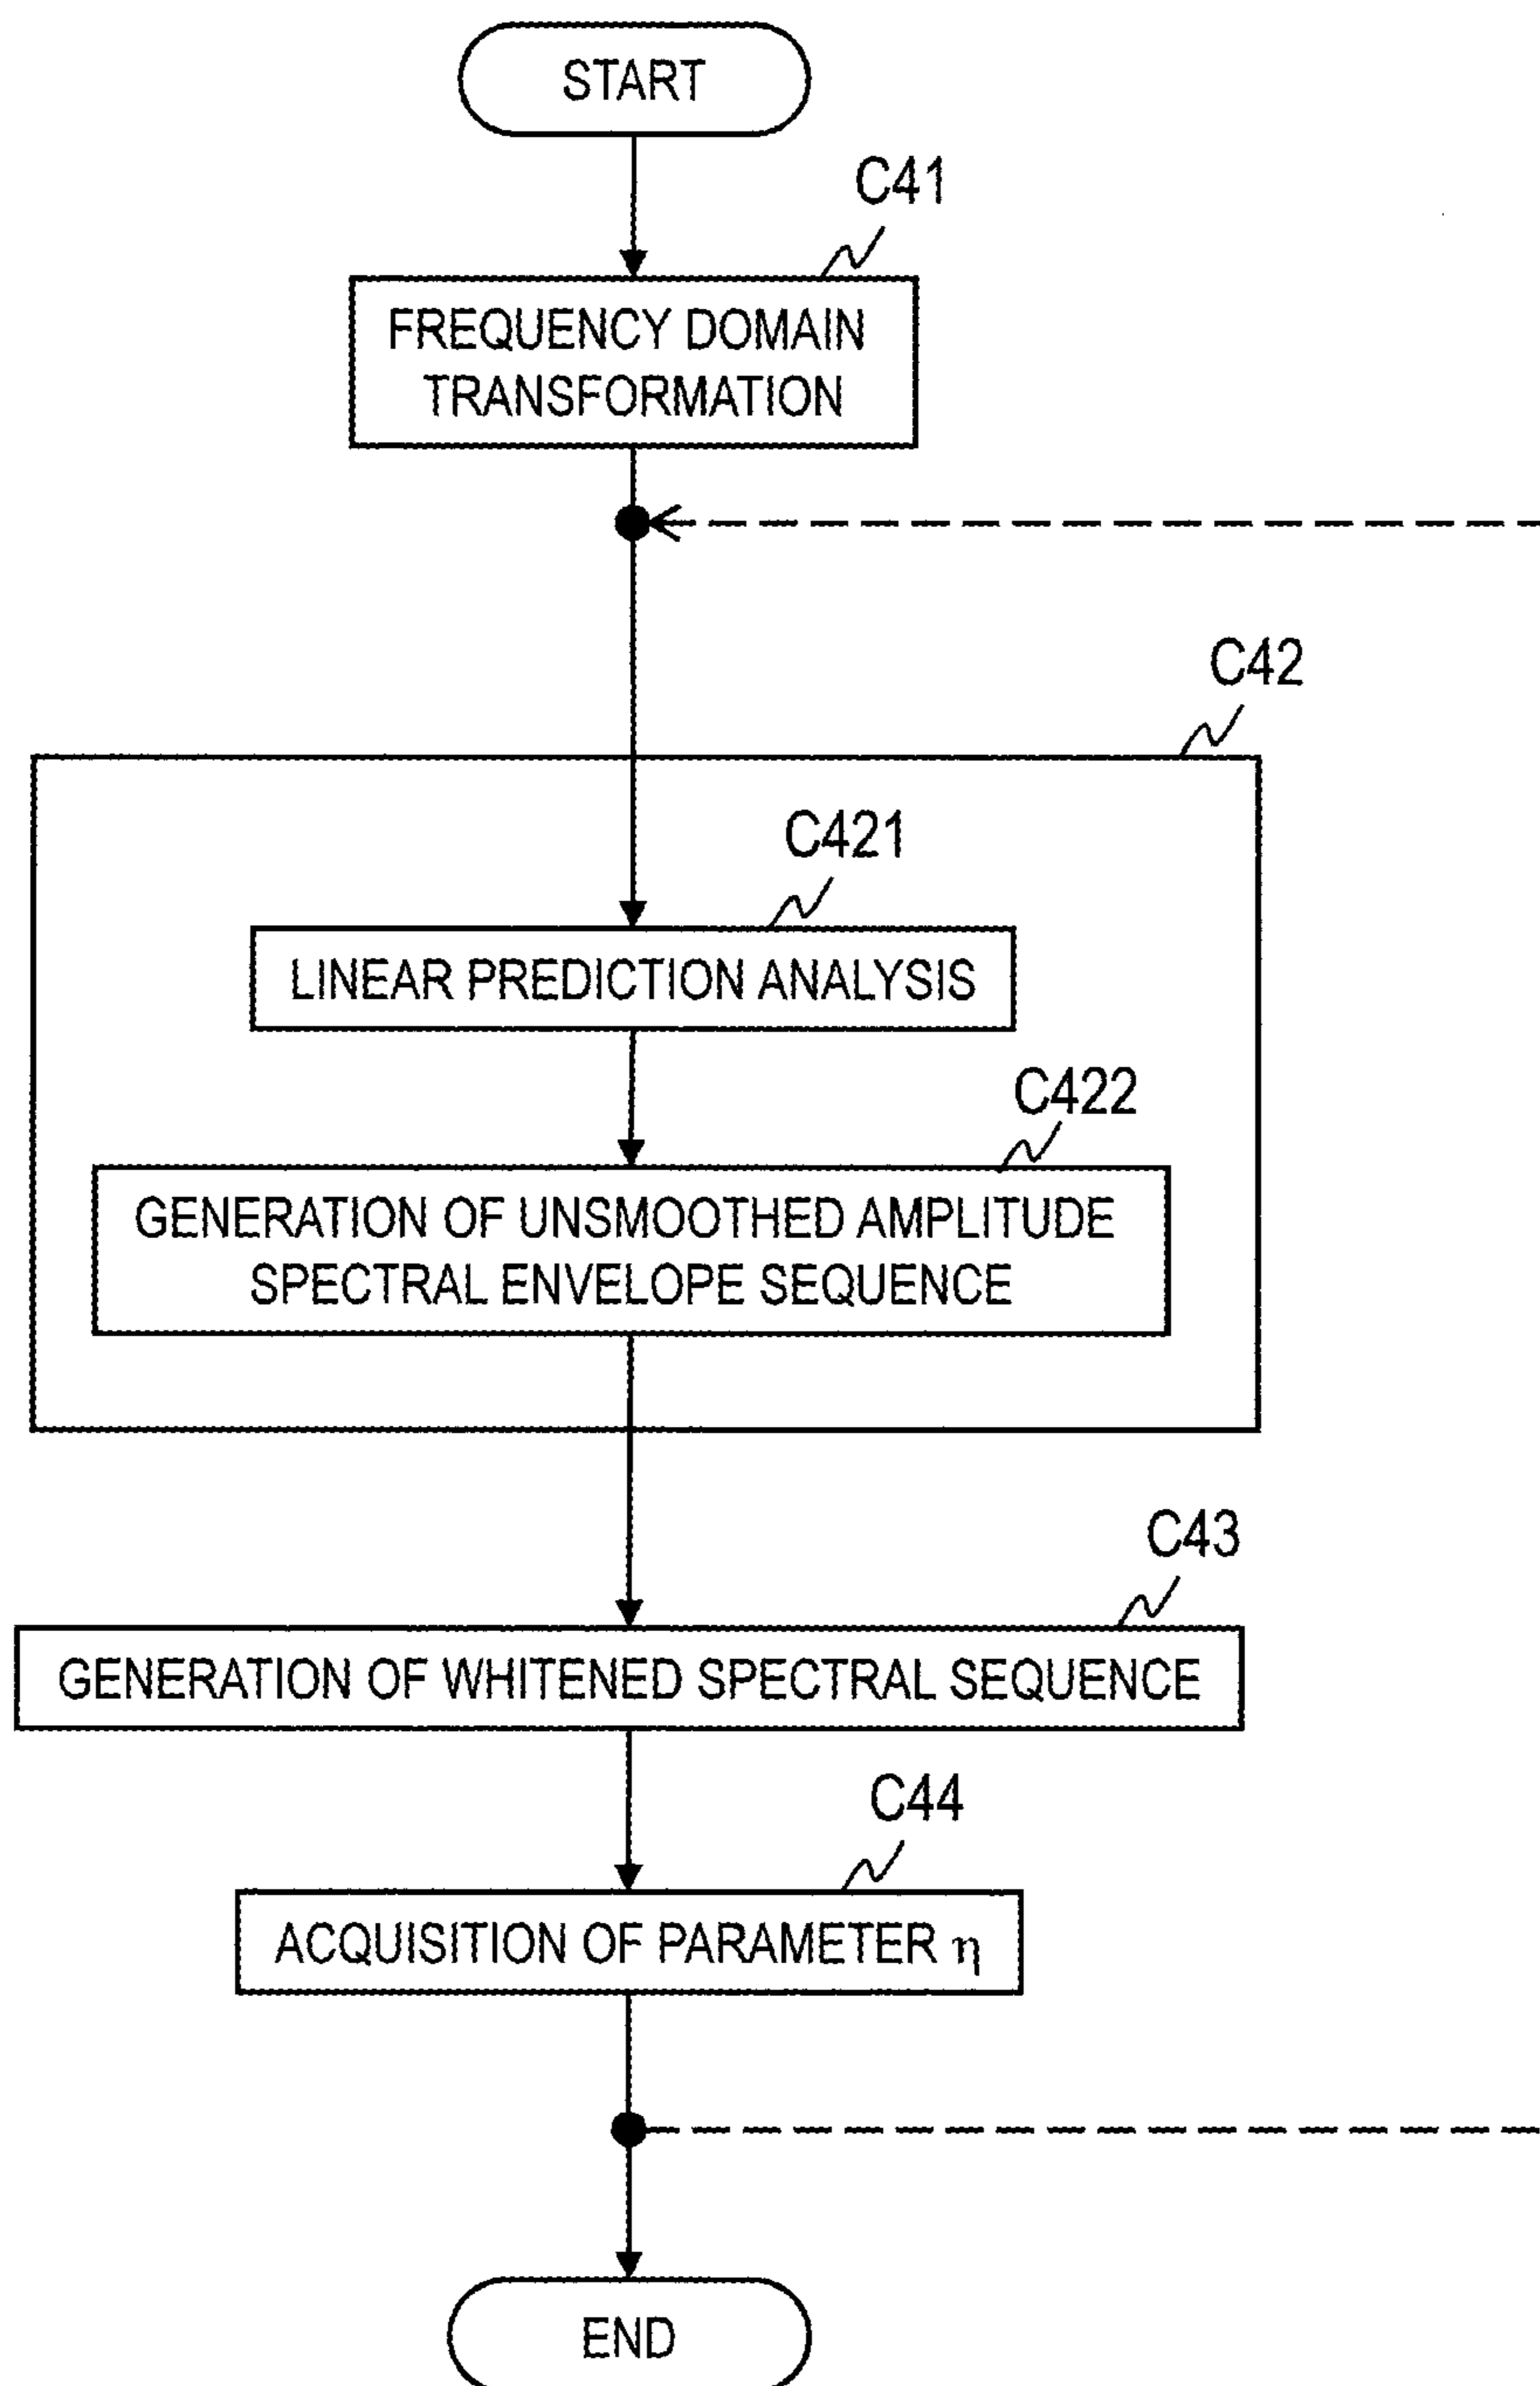 START
C41
FREQUENCY DOMAIN
TRANSFORMATION
C42
C421
LINEAR PREDICTION ANALYSIS
C422
GENERATION OF UNSMOOTHED AMPLITUDE
SPECTRAL ENVELOPE SEQUENCE
C43
GENERATION OF WHITENED SPECTRAL SEQUENCE
C44
ACQUISITION OF PARAMETER η
END